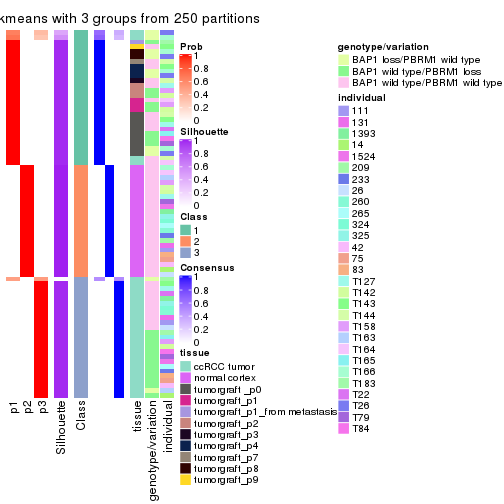 kmeans with 3 groups from 250 partitions
Prob
1
0.8
0.6
0.4
0.2
0
Silhouette
1
0.8
0.6
0.4
0.2
0
Class
1
2
3
Consensus
1
0.8
0.6
0.4
0.2
0
tissue
ccRCC tumor
normal cortex
tumorgraft_p0
tumorgraft_p1
tumorgraft_p1_from metastasis
tumorgraft_p2
tumorgraft_p3
tumorgraft_p4
tumorgraft_p7
tumorgraft_p8
tumorgraft_p9
genotype/variation
BAP1 loss/PBRM1 wild type
BAP1 wild type/PBRM1 loss
BAP1 wild type/PBRM1 wild type
individual
111
131
1393
14
1524
209
233
26
260
265
324
325
42
75
83
T127
T142
T143
T144
T158
T163
T164
T165
T166
T183
T22
T26
T79
T84
p1
p2
p3
Silhouette
Class
tissue
genotype/variation
individual